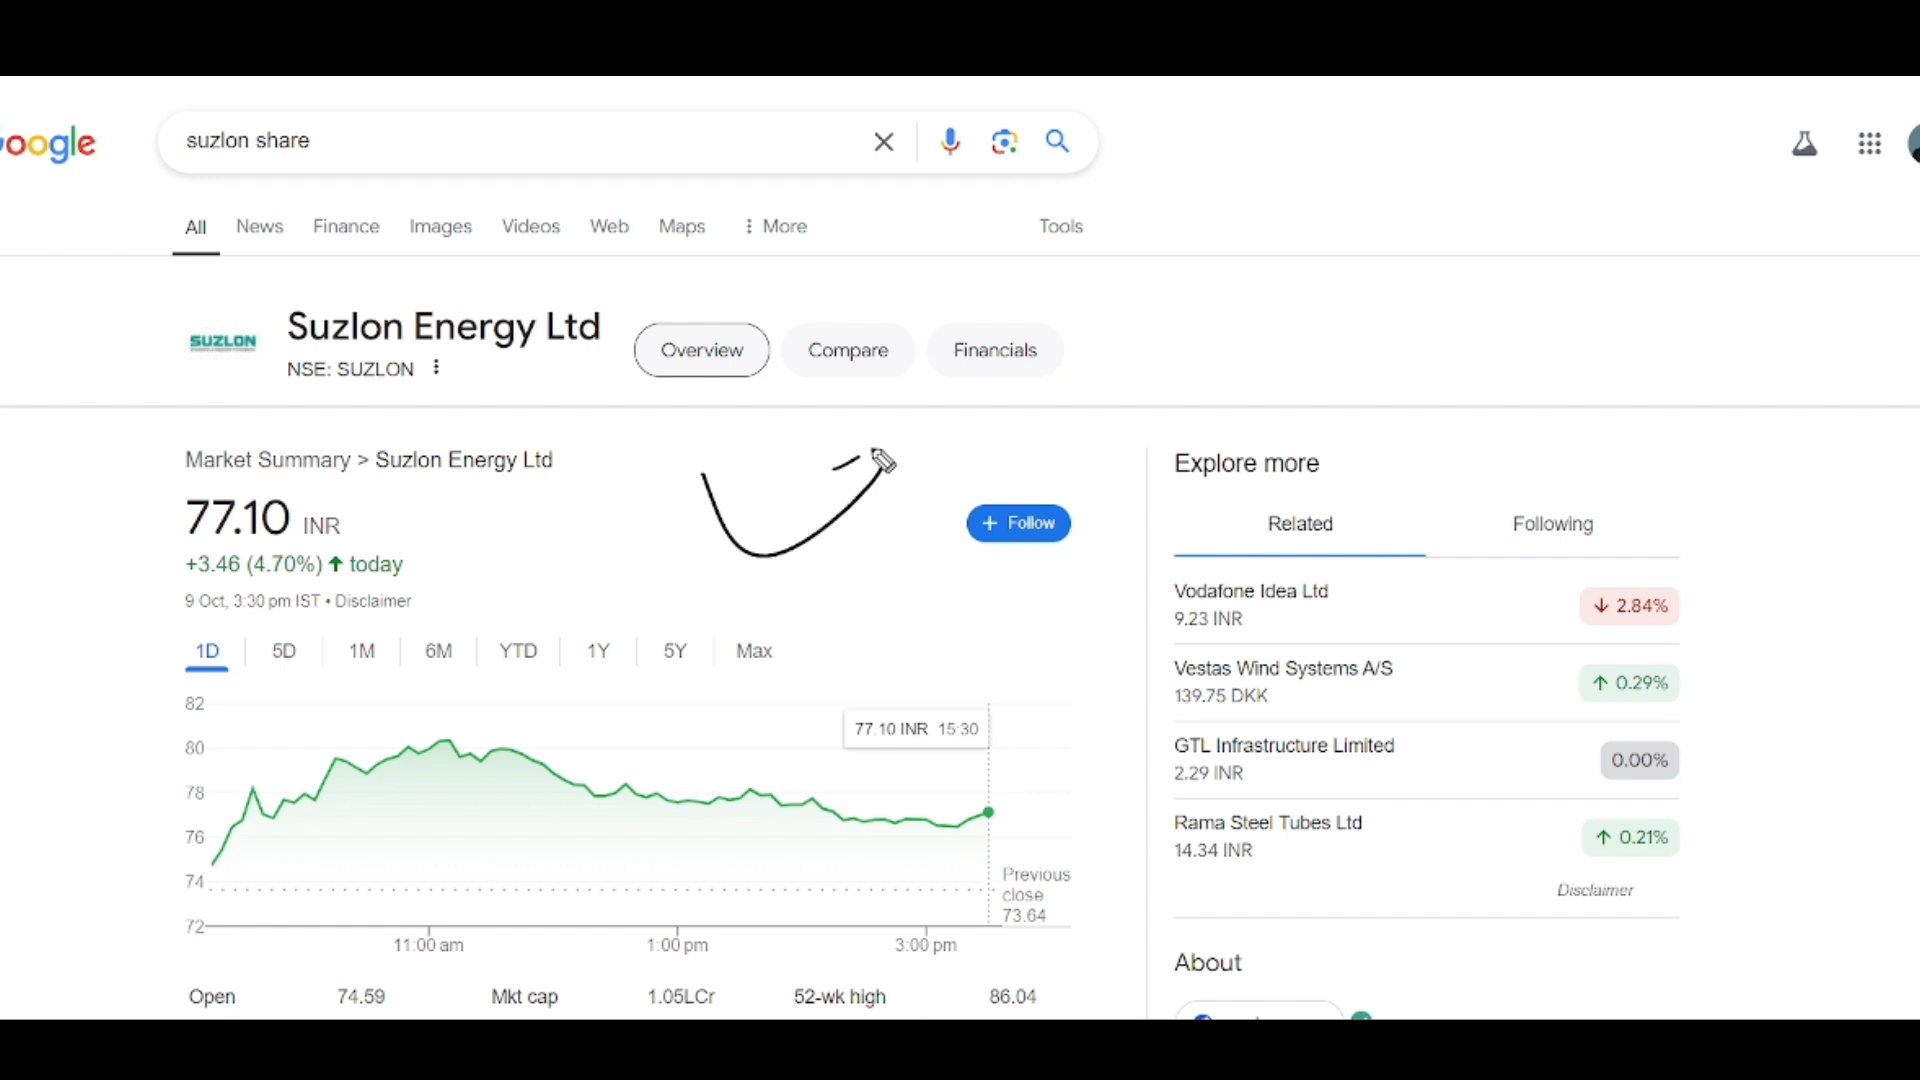 Google
suzlon share
All News Finance Images Videos Web Maps More Tools
SUZLON
Suzlon Energy Ltd
NSE: SUZLON
Overview Compare Financials
Market Summary > Suzlon Energy Ltd
77.10 INR
+3.46 (4.70%) today
9 Oct, 3:30 pm IST • Disclaimer
+ Follow
1D 5D 1M 6M YTD 1Y 5Y Max
82
80
78
76
74
72
77.10 INR 15:30
Previous
close
73.64
11:00 am 1:00 pm 3:00 pm
Open 74.59 Mkt cap 1.05LCr 52-wk high 86.04
Explore more
Related Following
Vodafone Idea Ltd
9.23 INR
↓ 2.84%
Vestas Wind Systems A/S
139.75 DKK
↑ 0.29%
GTL Infrastructure Limited
2.29 INR
0.00%
Rama Steel Tubes Ltd
14.34 INR
↑ 0.21%
Disclaimer
About